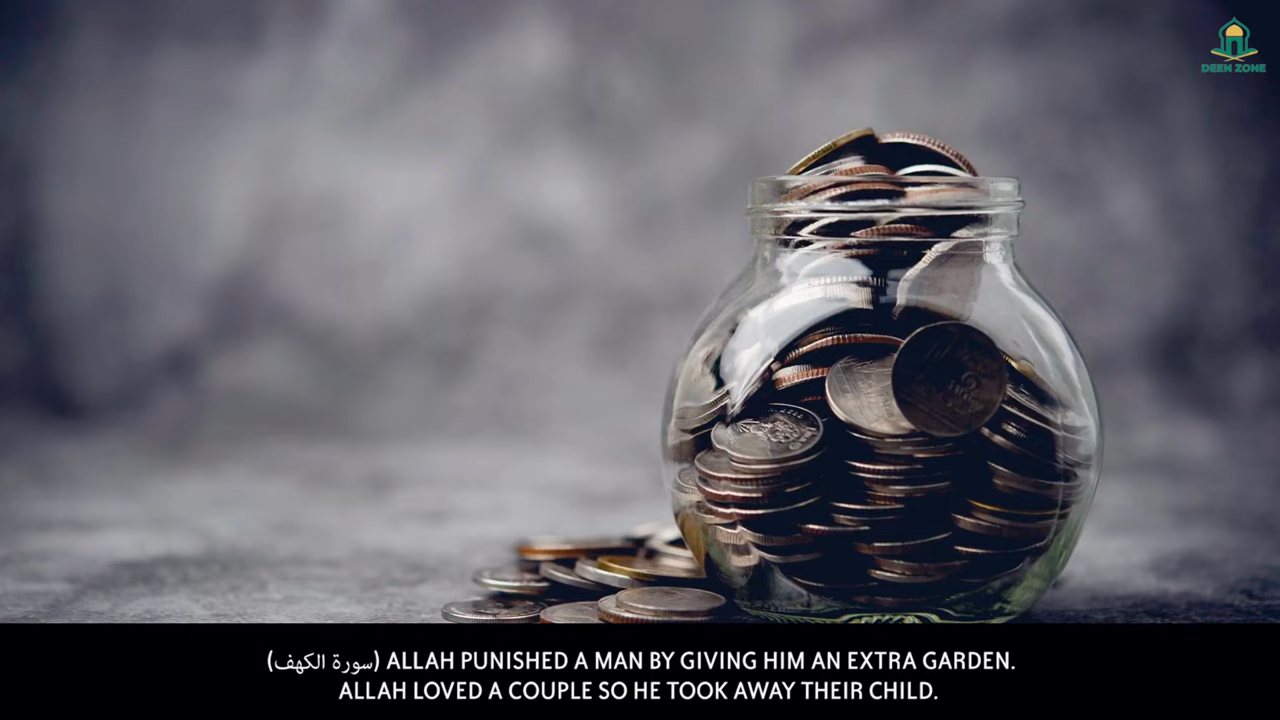 DEEN ZONE
(سورة الكهف) ALLAH PUNISHED A MAN BY GIVING HIM AN EXTRA GARDEN.
ALLAH LOVED A COUPLE SO HE TOOK AWAY THEIR CHILD.